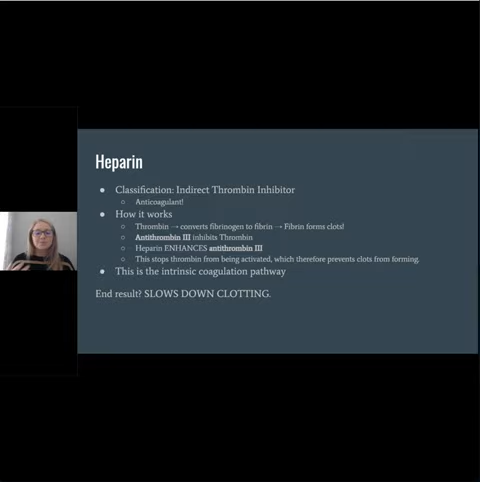 Heparin
Classification: Indirect Thrombin Inhibitor
Anticoagulant!
How it works
Thrombin → converts fibrinogen to fibrin → Fibrin forms clots!
Antithrombin III inhibits Thrombin
Heparin ENHANCES antithrombin III
This stops thrombin from being activated, which therefore prevents clots from forming.
This is the intrinsic coagulation pathway
End result? SLOWS DOWN CLOTTING.